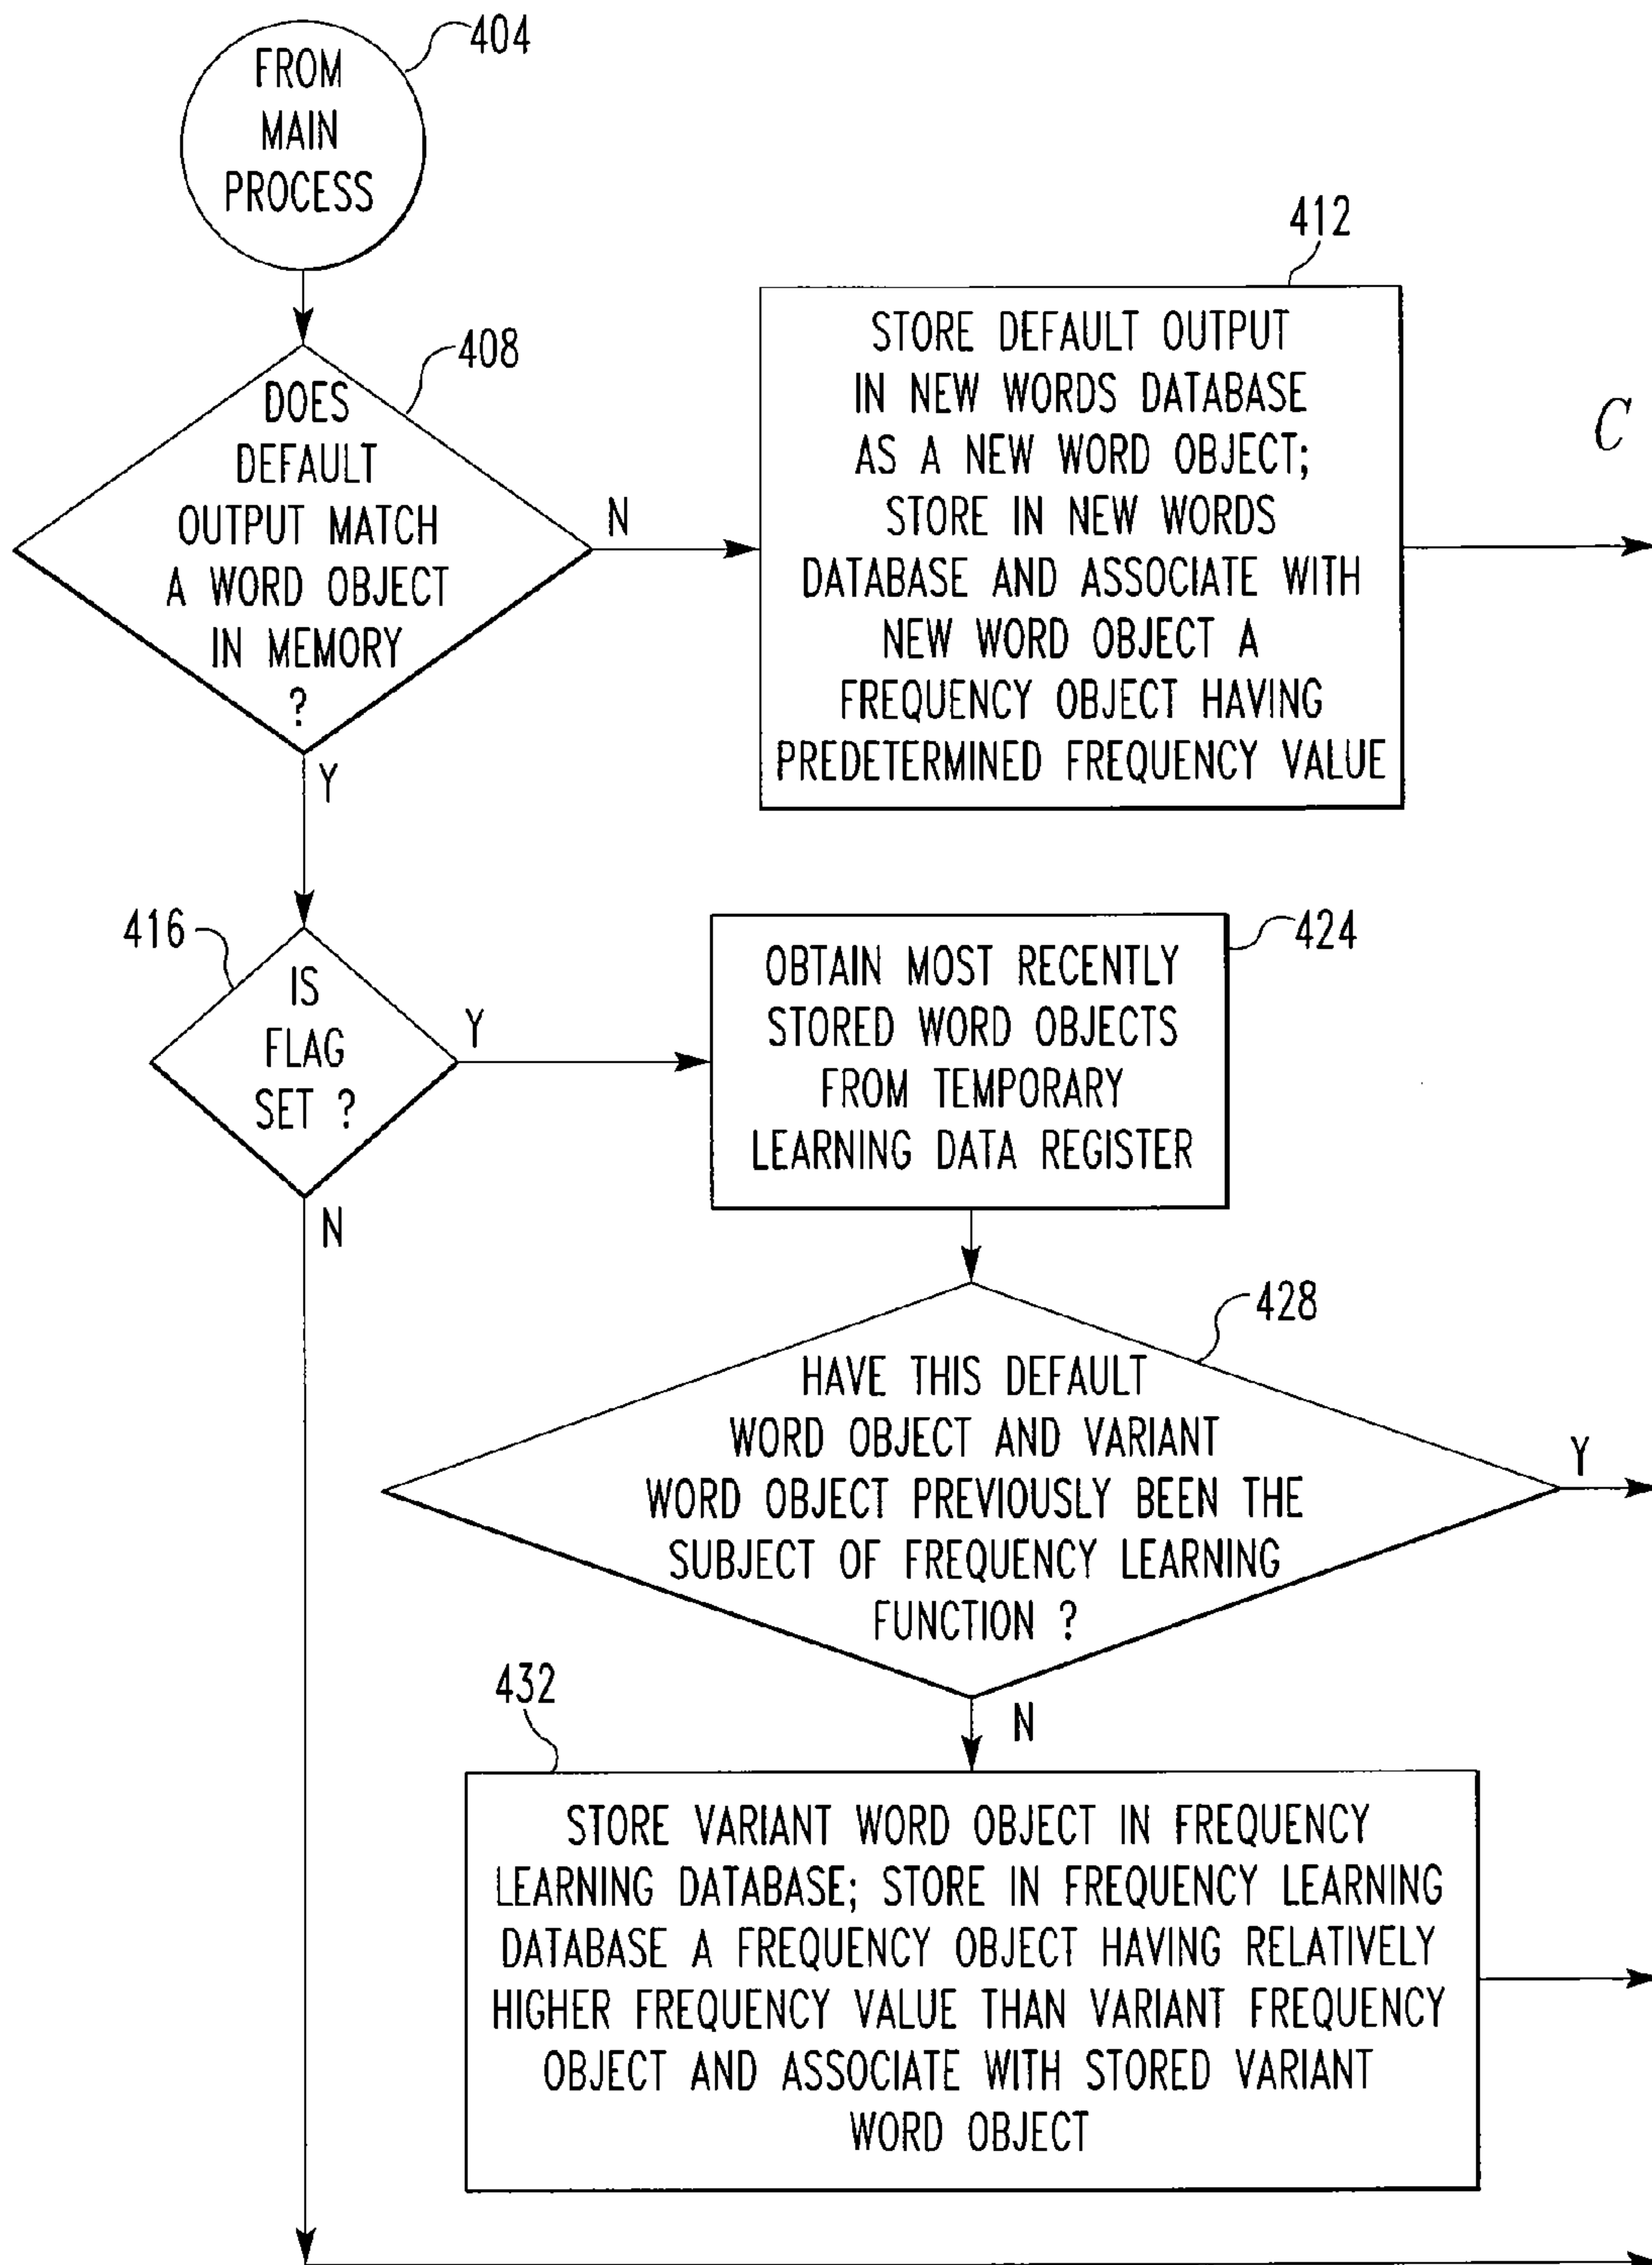 404
FROM
MAIN
PROCESS
408
DOES
DEFAULT
OUTPUT MATCH
A WORD OBJECT
IN MEMORY
?
N
Y
412
STORE DEFAULT OUTPUT
IN NEW WORDS DATABASE
AS A NEW WORD OBJECT;
STORE IN NEW WORDS
DATABASE AND ASSOCIATE WITH
NEW WORD OBJECT A
FREQUENCY OBJECT HAVING
PREDETERMINED FREQUENCY VALUE
C
416
IS
FLAG
SET ?
Y
N
424
OBTAIN MOST RECENTLY
STORED WORD OBJECTS
FROM TEMPORARY
LEARNING DATA REGISTER
428
HAVE THIS DEFAULT
WORD OBJECT AND VARIANT
WORD OBJECT PREVIOUSLY BEEN THE
SUBJECT OF FREQUENCY LEARNING
FUNCTION ?
Y
N
432
STORE VARIANT WORD OBJECT IN FREQUENCY
LEARNING DATABASE; STORE IN FREQUENCY LEARNING
DATABASE A FREQUENCY OBJECT HAVING RELATIVELY
HIGHER FREQUENCY VALUE THAN VARIANT FREQUENCY
OBJECT AND ASSOCIATE WITH STORED VARIANT
WORD OBJECT